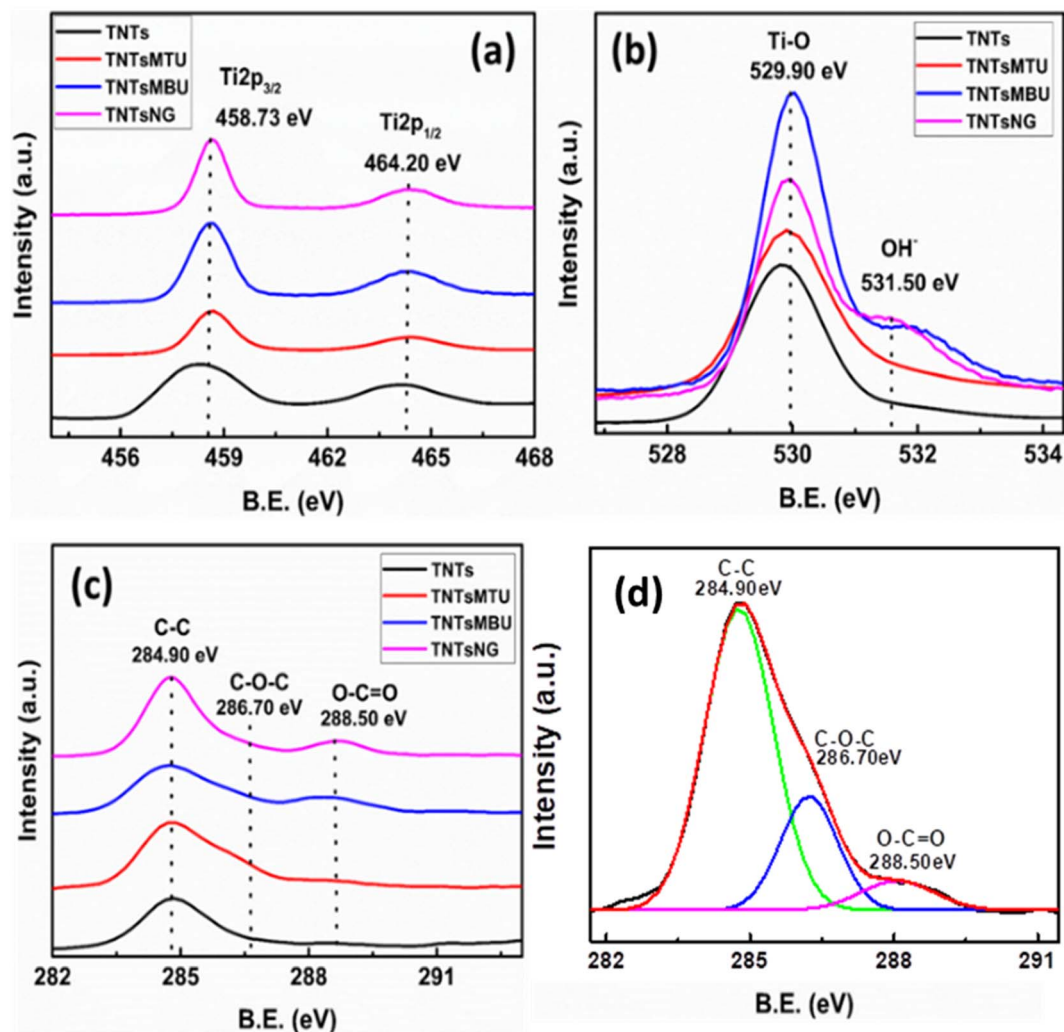 TNTs
TNTsMTU
TNTsMBU
TNTsNG
(a)
Ti2p3/2
458.73 eV
Ti2p1/2
464.20 eV
Intensity (a.u.)
456 459 462 465 468
B.E. (eV)
(b)
Ti-O
529.90 eV
TNTs
TNTsMTU
TNTsMBU
TNTsNG
OH-
531.50 eV
Intensity (a.u.)
528 530 532 534
B.E. (eV)
(c)
TNTs
TNTsMTU
TNTsMBU
TNTsNG
C-C
284.90 eV
C-O-C
286.70 eV
O-C=O
288.50 eV
Intensity (a.u.)
282 285 288 291
B.E. (eV)
(d)
C-C
284.90 eV
C-O-C
286.70eV
O-C=O
288.50eV
Intensity (a.u.)
282 285 288 291
B.E. (eV)